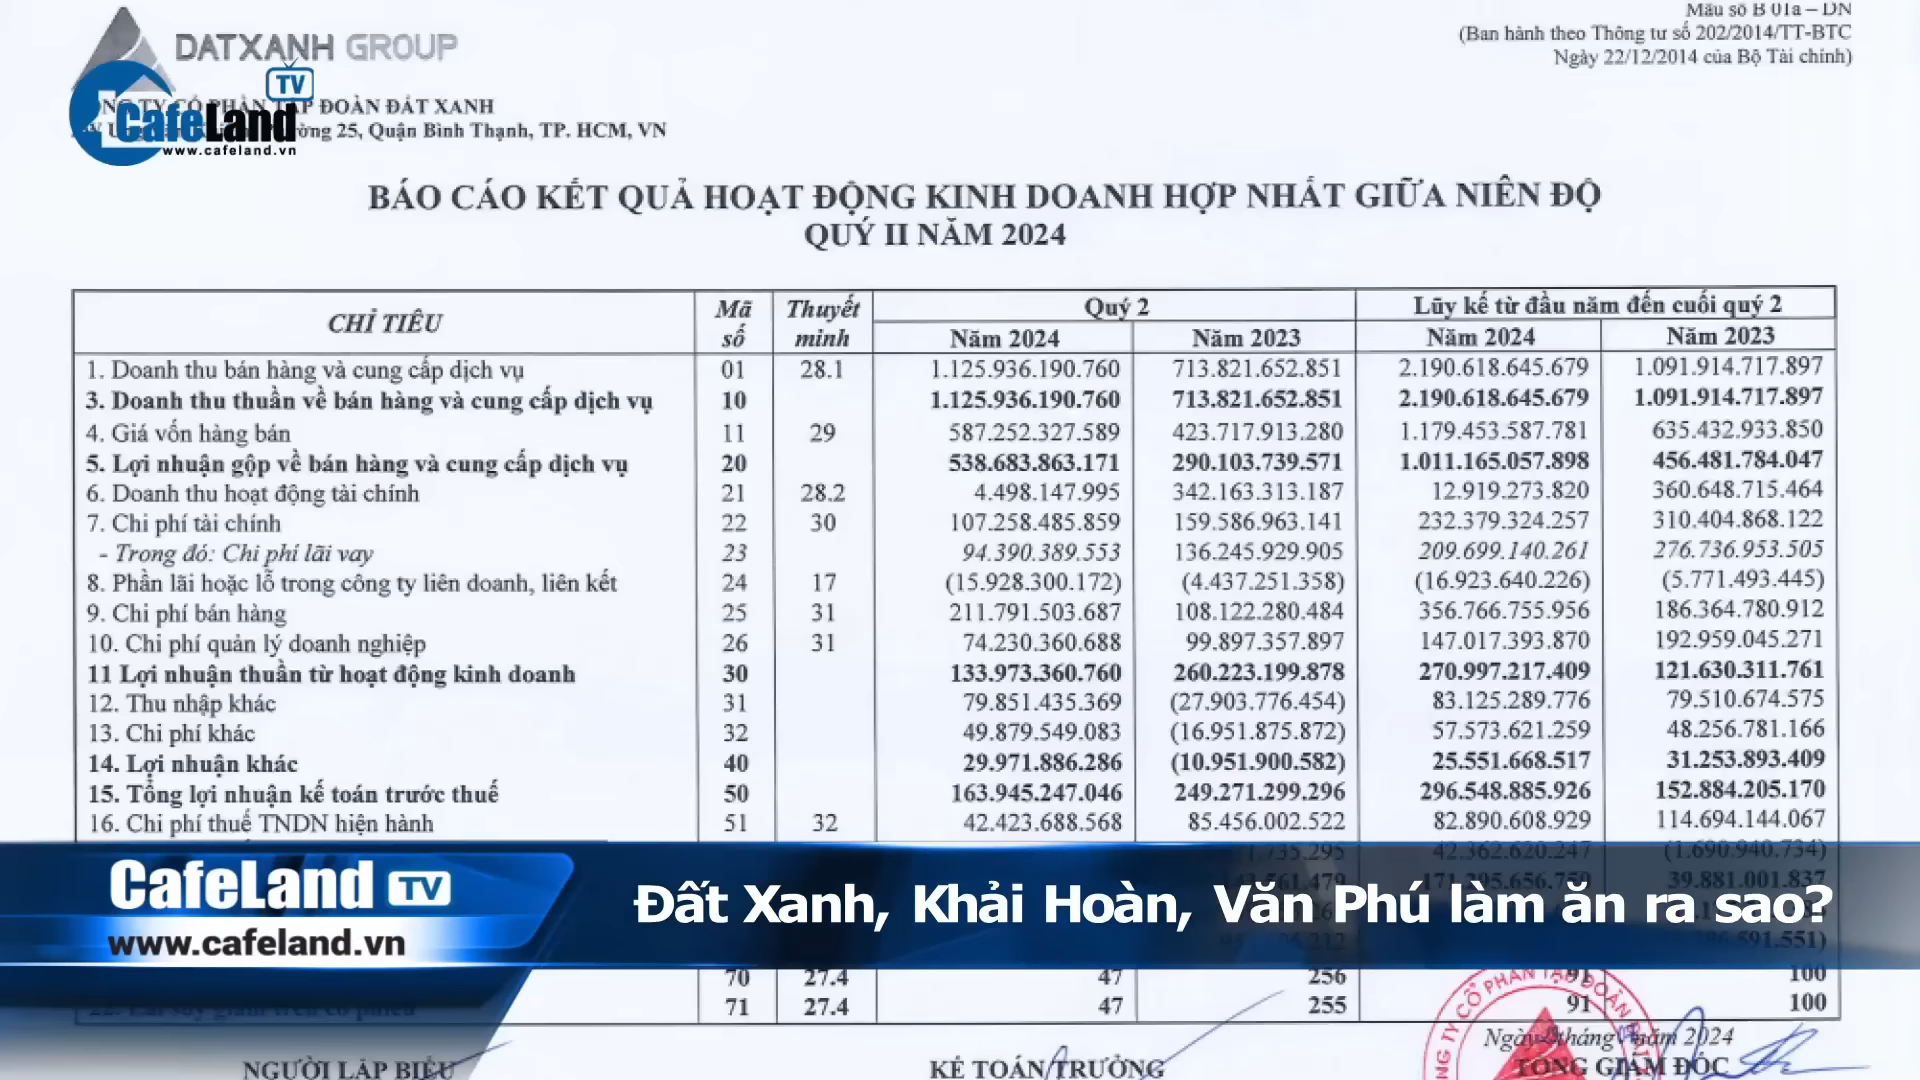 DATXANH GROUP
Mẫu số B 01a – DN
(Ban hành theo Thông tư số 202/2014/TT-BTC
Ngày 22/12/2014 của Bộ Tài chính)
TV
CafeLand
www.cafeland.vn
TY CỔ PHẦN TẬP ĐOÀN ĐẤT XANH
25, Quận Bình Thạnh, TP. HCM, VN
BÁO CÁO KẾT QUẢ HOẠT ĐỘNG KINH DOANH HỢP NHẤT GIỮA NIÊN ĐỘ
QUÝ II NĂM 2024
CHỈ TIÊU Mã số Thuyết minh Quý 2 Lũy kế từ đầu năm đến cuối quý 2
Năm 2024 Năm 2023 Năm 2024 Năm 2023
1. Doanh thu bán hàng và cung cấp dịch vụ 01 28.1 1.125.936.190.760 713.821.652.851 2.190.618.645.679 1.091.914.717.897
3. Doanh thu thuần về bán hàng và cung cấp dịch vụ 10 1.125.936.190.760 713.821.652.851 2.190.618.645.679 1.091.914.717.897
4. Giá vốn hàng bán 11 29 587.252.327.589 423.717.913.280 1.179.453.587.781 635.432.933.850
5. Lợi nhuận gộp về bán hàng và cung cấp dịch vụ 20 538.683.863.171 290.103.739.571 1.011.165.057.898 456.481.784.047
6. Doanh thu hoạt động tài chính 21 28.2 4.498.147.995 342.163.313.187 12.919.273.820 360.648.715.464
7. Chi phí tài chính 22 30 107.258.485.859 159.586.963.141 232.379.324.257 310.404.868.122
- Trong đó: Chi phí lãi vay 23 94.390.389.553 136.245.929.905 209.699.140.261 276.736.953.505
8. Phần lãi hoặc lỗ trong công ty liên doanh, liên kết 24 17 (15.928.300.172) (4.437.251.358) (16.923.640.226) (5.771.493.445)
9. Chi phí bán hàng 25 31 211.791.503.687 108.122.280.484 356.766.755.956 186.364.780.912
10. Chi phí quản lý doanh nghiệp 26 31 74.230.360.688 99.897.357.897 147.017.393.870 192.959.045.271
11 Lợi nhuận thuần từ hoạt động kinh doanh 30 133.973.360.760 260.223.199.878 270.997.217.409 121.630.311.761
12. Thu nhập khác 31 79.851.435.369 (27.903.776.454) 83.125.289.776 79.510.674.575
13. Chi phí khác 32 49.879.549.083 (16.951.875.872) 57.573.621.259 48.256.781.166
14. Lợi nhuận khác 40 29.971.886.286 (10.951.900.582) 25.551.668.517 31.253.893.409
15. Tổng lợi nhuận kế toán trước thuế 50 163.945.247.046 249.271.299.296 296.548.885.926 152.884.205.170
16. Chi phí thuế TNDN hiện hành 51 32 42.423.688.568 85.456.002.522 82.890.608.929 114.694.144.067
42.362.620.247 (1.690.940.734)
39.881.001.837
CafeLand TV
www.cafeland.vn
Đất Xanh, Khải Hoàn, Văn Phú làm ăn ra sao?
70 27.4 47 256 91 100
71 27.4 47 255 91 100
Ngày tháng năm 2024
NGƯỜI LẬP BIỂU KẾ TOÁN TRƯỞNG TỔNG GIÁM ĐỐC